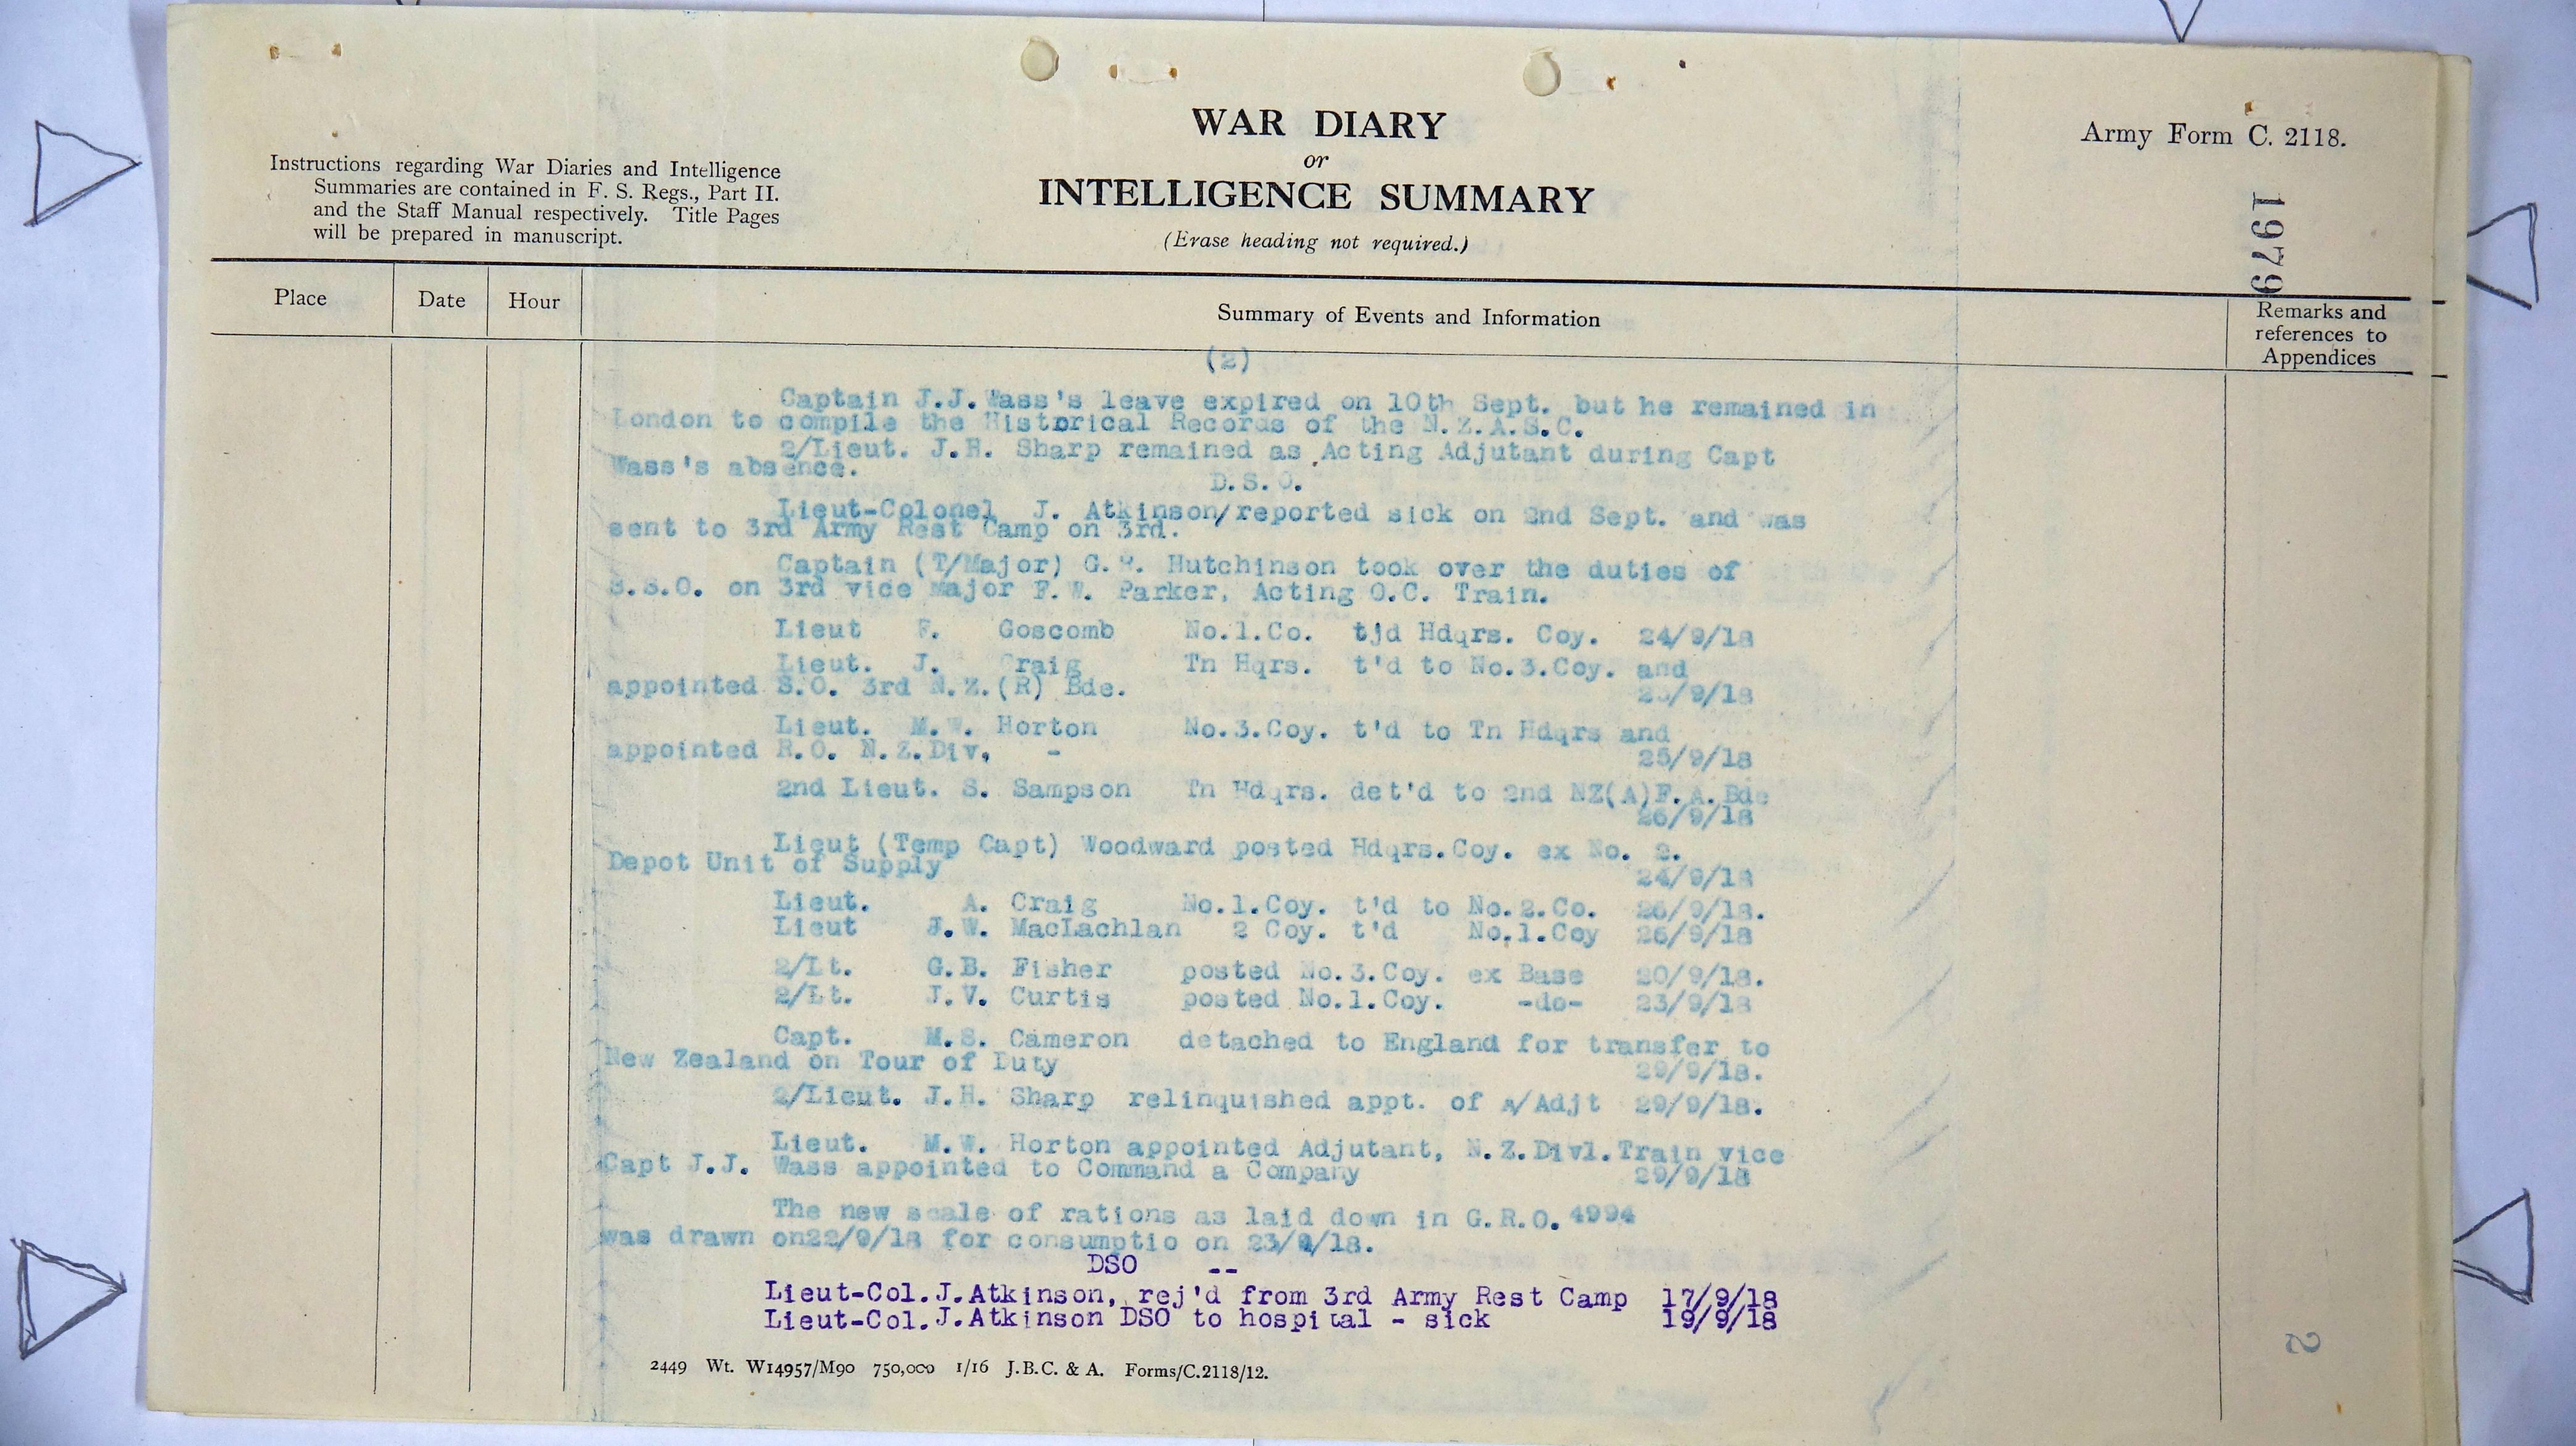 WAR DIARY
or
INTELLIGENCE SUMMARY
(Erase heading not required.)
Instructions regarding War Diaries and Intelligence
Summaries are contained in F. S. Regs., Part II.
and the Staff Manual respectively. Title Pages
will be prepared in manuscript.
Army Form C. 2118.
1979
Place Date Hour Summary of Events and Information Remarks and
references to
Appendices
(2)
Captain J.J. Wass's leave expired on 10th Sept. but he remained in
London to compile the Historical Records of the N.Z.A.S.C.
2/Lieut. J.H. Sharp remained as Acting Adjutant during Capt
Wass's absence.
D.S.O.
Lieut-Colonel J. Atkinson/reported sick on 2nd Sept. and was
sent to 3rd Army Rest Camp on 3rd.
Captain (T/Major) G. Hutchinson took over the duties of
S.S.O. on 3rd vice Major F.W. Parker, Acting O.C. Train.
Lieut F. Goscomb No.1.Co. tjd Hdqrs. Coy. 24/9/18
Lieut. J. Craig Tn Hqrs. t'd to No.3.Coy. and
appointed S.O. 3rd N.Z.(R) Bde. /9/18
Lieut. M.W. Horton No.3.Coy. t'd to Tn Hdqrs and
appointed R.O. N.Z.Div, - 25/9/18
2nd Lieut. S. Sampson Tn Hdqrs. det'd to 2nd NZ(A)F.A.Bde
26/9/18
Lieut (Temp Capt) Woodward posted Hdqrs.Coy. ex No. 2.
Depot Unit of Supply 24/9/18
Lieut. A. Craig No.1.Coy. t'd to No.2.Co. 26/9/18.
Lieut J.W. MacLachlan 2 Coy. t'd No.1.Coy 26/9/18
2/Lt. G.B. Fisher posted No.3.Coy. ex Base 20/9/18.
2/Lt. J.V. Curtis posted No.1.Coy. -do- 23/9/18
Capt. M.S. Cameron detached to England for transfer to
New Zealand on Tour of Duty 29/9/18.
2/Lieut. J.H. Sharp relinquished appt. of A/Adjt 29/9/18.
Lieut. M.W. Horton appointed Adjutant, N.Z.Divl.Train vice
Capt J.J. Wass appointed to Command a Company 29/9/18
The new scale of rations as laid down in G.R.O. 4994
was drawn on22/9/18 for consumptio on 23/9/18.
DSO --
Lieut-Col.J.Atkinson, rej'd from 3rd Army Rest Camp 17/9/18
Lieut-Col.J.Atkinson DSO to hospital - sick 19/9/18
2449 Wt. W14957/M90 750,000 1/16 J.B.C. & A. Forms/C.2118/12.
2